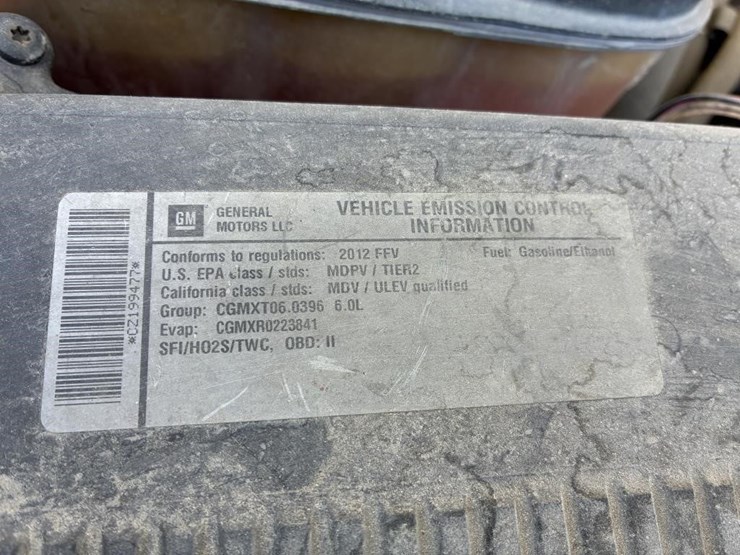 *CZ199477*
GM GENERAL MOTORS LLC
VEHICLE EMISSION CONTROL
INFORMATION
Conforms to regulations: 2012 FFV Fuel: Gasoline/Ethanol
U.S. EPA class / stds: MDPV / TIER2
California class / stds: MDV / ULEV qualified
Group: CGMXT06.0396 6.0L
Evap: CGMXR0223841
SFI/HO2S/TWC, OBD: II